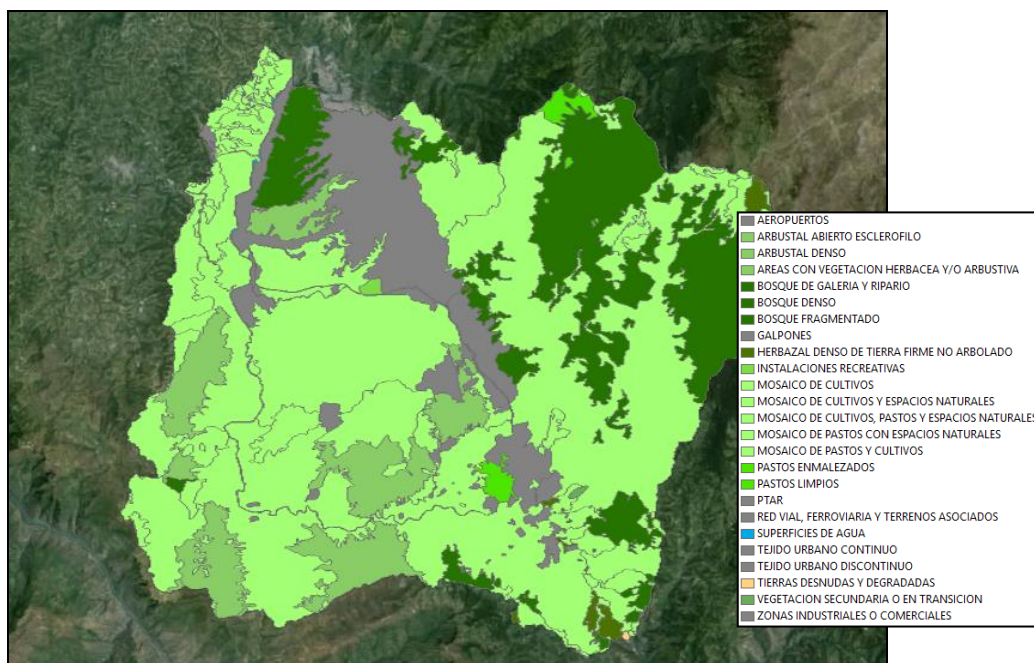 AEROPUERTOS
ARBUSTAL ABIERTO ESCLEROFILO
ARBUSTAL DENSO
AREAS CON VEGETACION HERBACEA Y/O ARBUSTIVA
BOSQUE DE GALERIA Y RIPARIO
BOSQUE DENSO
BOSQUE FRAGMENTADO
GALPONES
HERBAZAL DENSO DE TIERRA FIRME NO ARBOLADO
INSTALACIONES RECREATIVAS
MOSAICO DE CULTIVOS
MOSAICO DE CULTIVOS Y ESPACIOS NATURALES
MOSAICO DE CULTIVOS, PASTOS Y ESPACIOS NATURALES
MOSAICO DE PASTOS CON ESPACIOS NATURALES
MOSAICO DE PASTOS Y CULTIVOS
PASTOS ENMALEZADOS
PASTOS LIMPIOS
PTAR
RED VIAL, FERROVIARIA Y TERRENOS ASOCIADOS
SUPERFICIES DE AGUA
TEJIDO URBANO CONTINUO
TEJIDO URBANO DISCONTINUO
TIERRAS DESNUDAS Y DEGRADADAS
VEGETACION SECUNDARIA O EN TRANSICION
ZONAS INDUSTRIALES O COMERCIALES